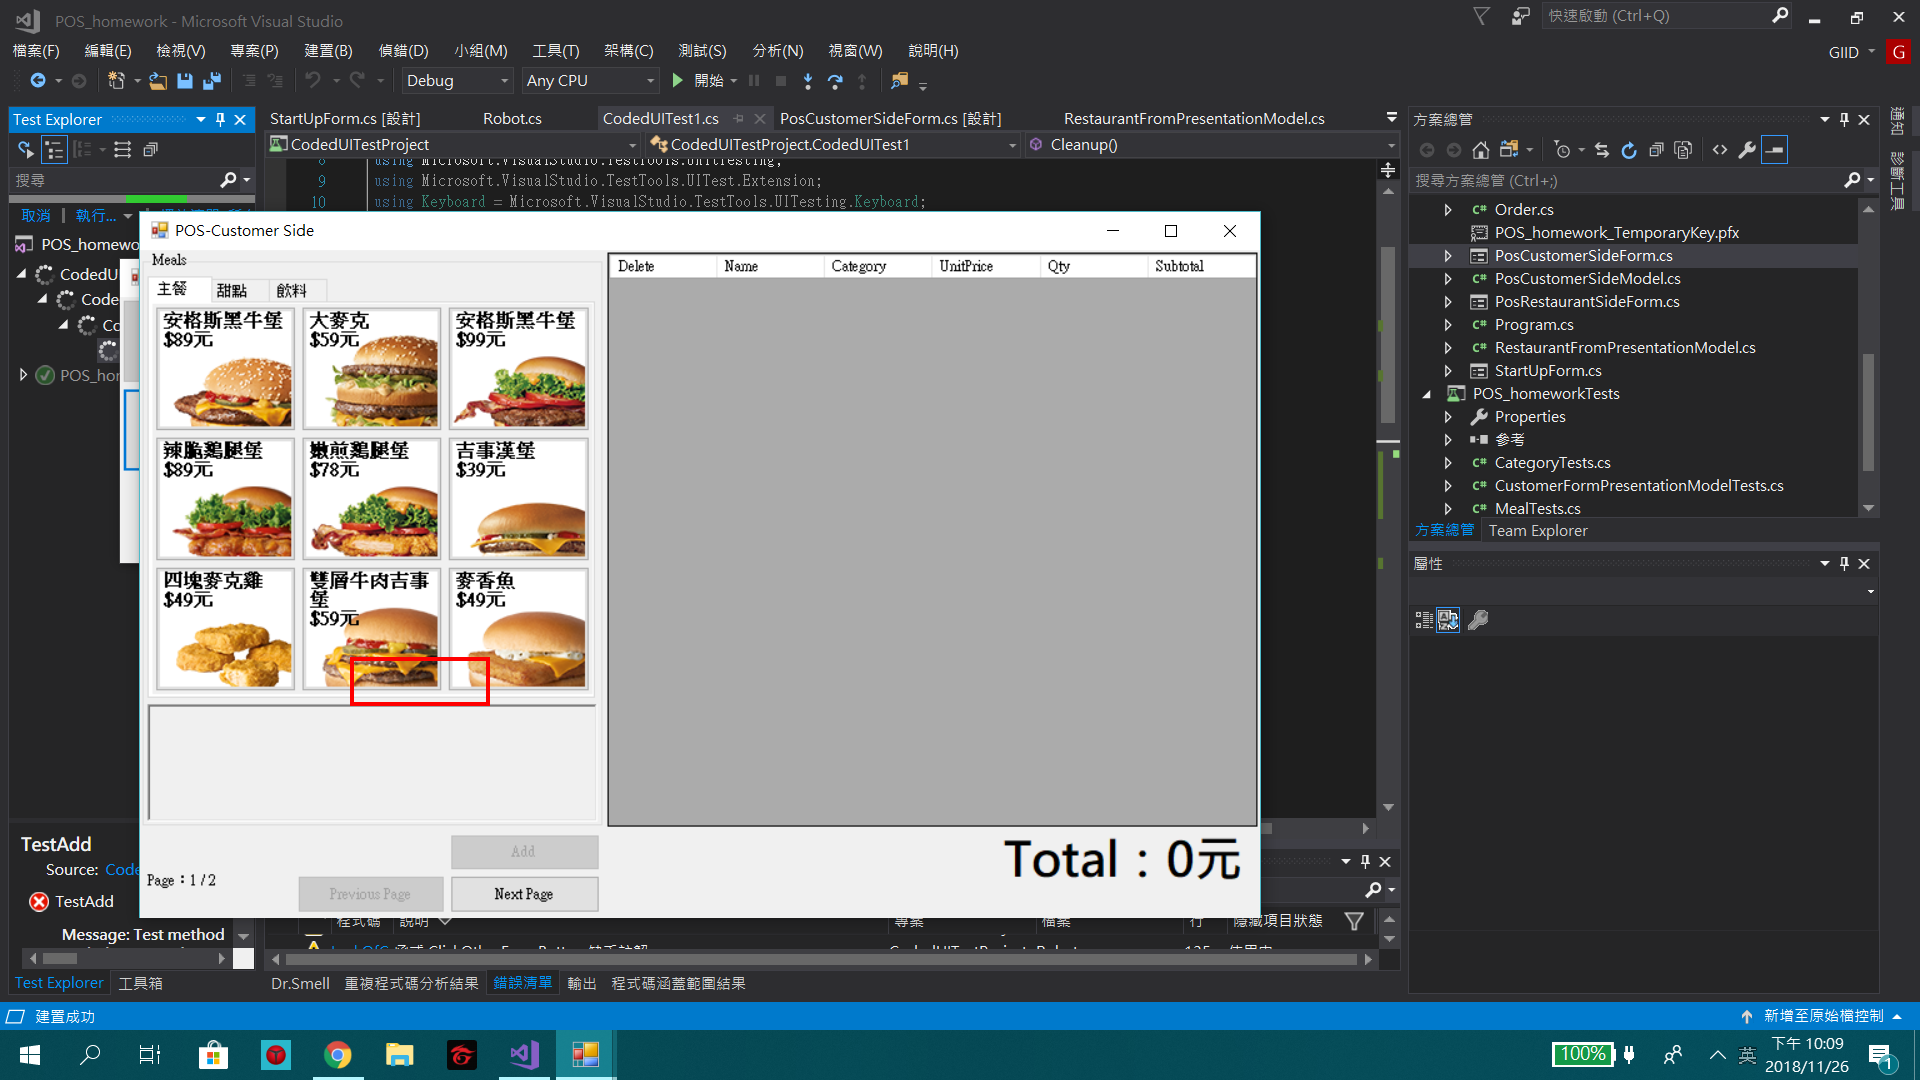 POS_homework - Microsoft Visual Studio
快速啟動 (Ctrl+Q)
檔案(F) 編輯(E) 檢視(V) 專案(P) 建置(B) 偵錯(D) 小組(M) 工具(T) 架構(C) 測試(S) 分析(N) 視窗(W) 說明(H)
GIID G
Debug Any CPU 開始
Test Explorer
StartUpForm.cs [設計] Robot.cs CodedUITest1.cs PosCustomerSideForm.cs [設計] RestaurantFromPresentationModel.cs
方案總管
通知
診斷工具
CodedUITestProject CodedUITestProject.CodedUITest1 Cleanup()
搜尋
搜尋方案總管 (Ctrl+;)
8 using Microsoft.VisualStudio.TestTools.UnitTesting;
9 using Microsoft.VisualStudio.TestTools.UITest.Extension;
10 using Keyboard = Microsoft.VisualStudio.TestTools.UITesting.Keyboard;
取消 執行...
POS_homewo
CodedU
Code
Co
POS_hor
POS-Customer Side
Meals
主餐 甜點 飲料
Delete Name Category UnitPrice Qty Subtotal
安格斯黑牛堡
$89元
大麥克
$59元
安格斯黑牛堡
$99元
辣脆雞腿堡
$89元
嫩煎雞腿堡
$78元
吉事漢堡
$39元
四塊麥克雞
$49元
雙層牛肉吉事
堡
$59元
麥香魚
$49元
Add
Page：1 / 2
Previous Page Next Page
Total：0元
Order.cs
POS_homework_TemporaryKey.pfx
PosCustomerSideForm.cs
PosCustomerSideModel.cs
PosRestaurantSideForm.cs
Program.cs
RestaurantFromPresentationModel.cs
StartUpForm.cs
POS_homeworkTests
Properties
參考
CategoryTests.cs
CustomerFormPresentationModelTests.cs
MealTests.cs
方案總管 Team Explorer
屬性
TestAdd
Source: Code
TestAdd
Message: Test method
程式碼 說明 專案 檔案 行 隱藏項目狀態
Test Explorer 工具箱
Dr.Smell 重複程式碼分析結果 錯誤清單 輸出 程式碼涵蓋範圍結果
建置成功
新增至原始檔控制
100%
英
下午 10:09
2018/11/26
1